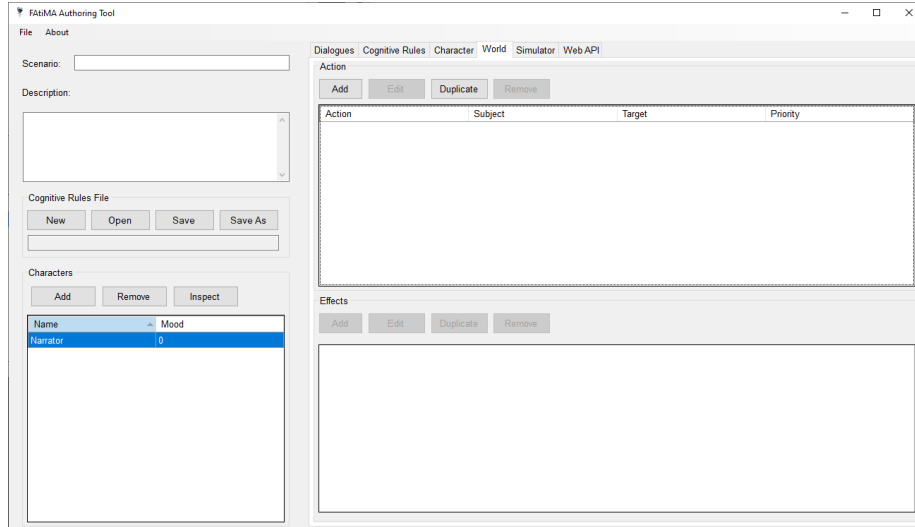 FAtiMA Authoring Tool
File About
Scenario:
Description:
Cognitive Rules File
New Open Save Save As
Characters
Add Remove Inspect
Name Mood
Narrator 0
Dialogues Cognitive Rules Character World Simulator Web API
Action
Add Edit Duplicate Remove
Action Subject Target Priority
Effects
Add Edit Duplicate Remove